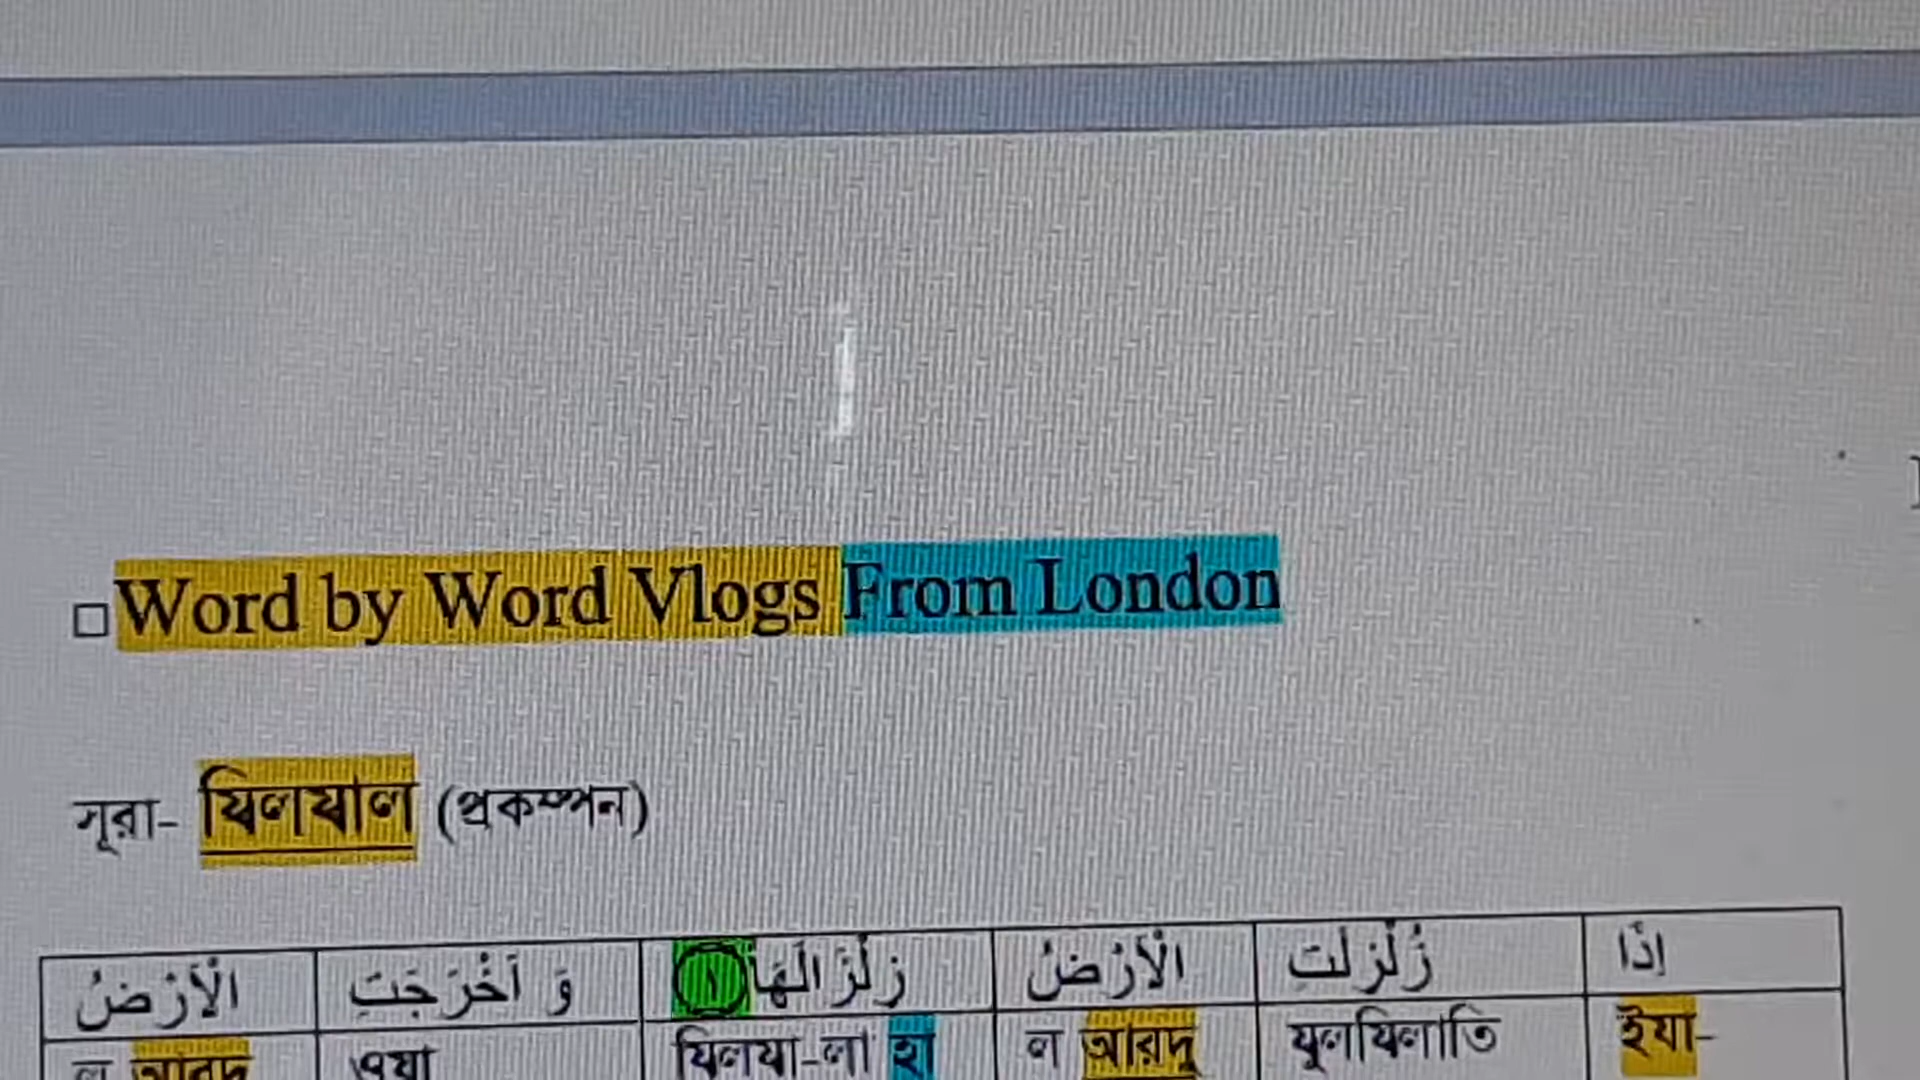 Word by Word Vlogs From London
সূরা- যিলযাল (প্রকম্পন)
اِذَا زُلْزِلَتِ الْاَرْضُ زِلْزَالَهَا ١ وَ اَخْرَجَتِ الْاَرْضُ
ইযা- যুলযিলাতি ল আরদু যিলযা-লা হা ওয়া ল আরদু